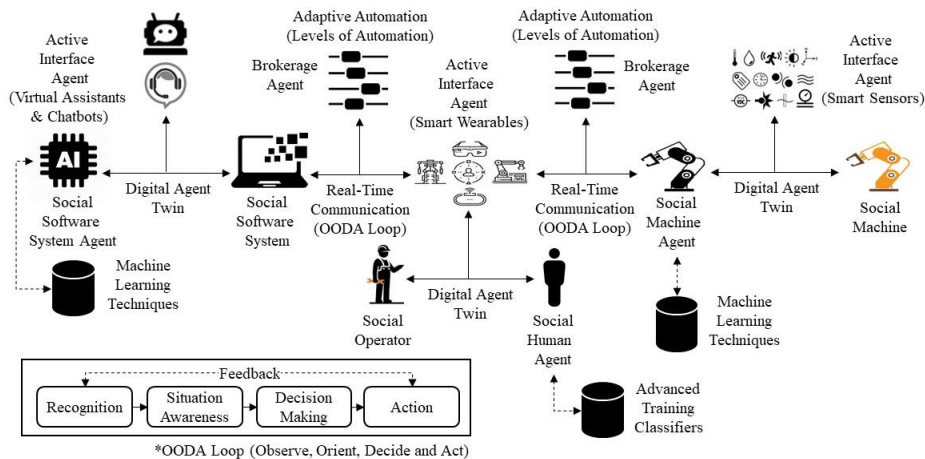 Active
Interface
Agent
(Virtual Assistants
& Chatbots)
Adaptive Automation
(Levels of Automation)
Brokerage
Agent
Active
Interface
Agent
(Smart Wearables)
Adaptive Automation
(Levels of Automation)
Brokerage
Agent
Active
Interface
Agent
(Smart Sensors)
VOC
AI
Social
Software
System Agent
Digital Agent
Twin
Social
Software
System
Real-Time
Communication
(OODA Loop)
Real-Time
Communication
(OODA Loop)
Social
Machine
Agent
Digital Agent
Twin
Social
Machine
Machine
Learning
Techniques
Social
Operator
Digital Agent
Twin
Social
Human
Agent
Machine
Learning
Techniques
Advanced
Training
Classifiers
Feedback
Recognition
Situation
Awareness
Decision
Making
Action
*OODA Loop (Observe, Orient, Decide and Act)